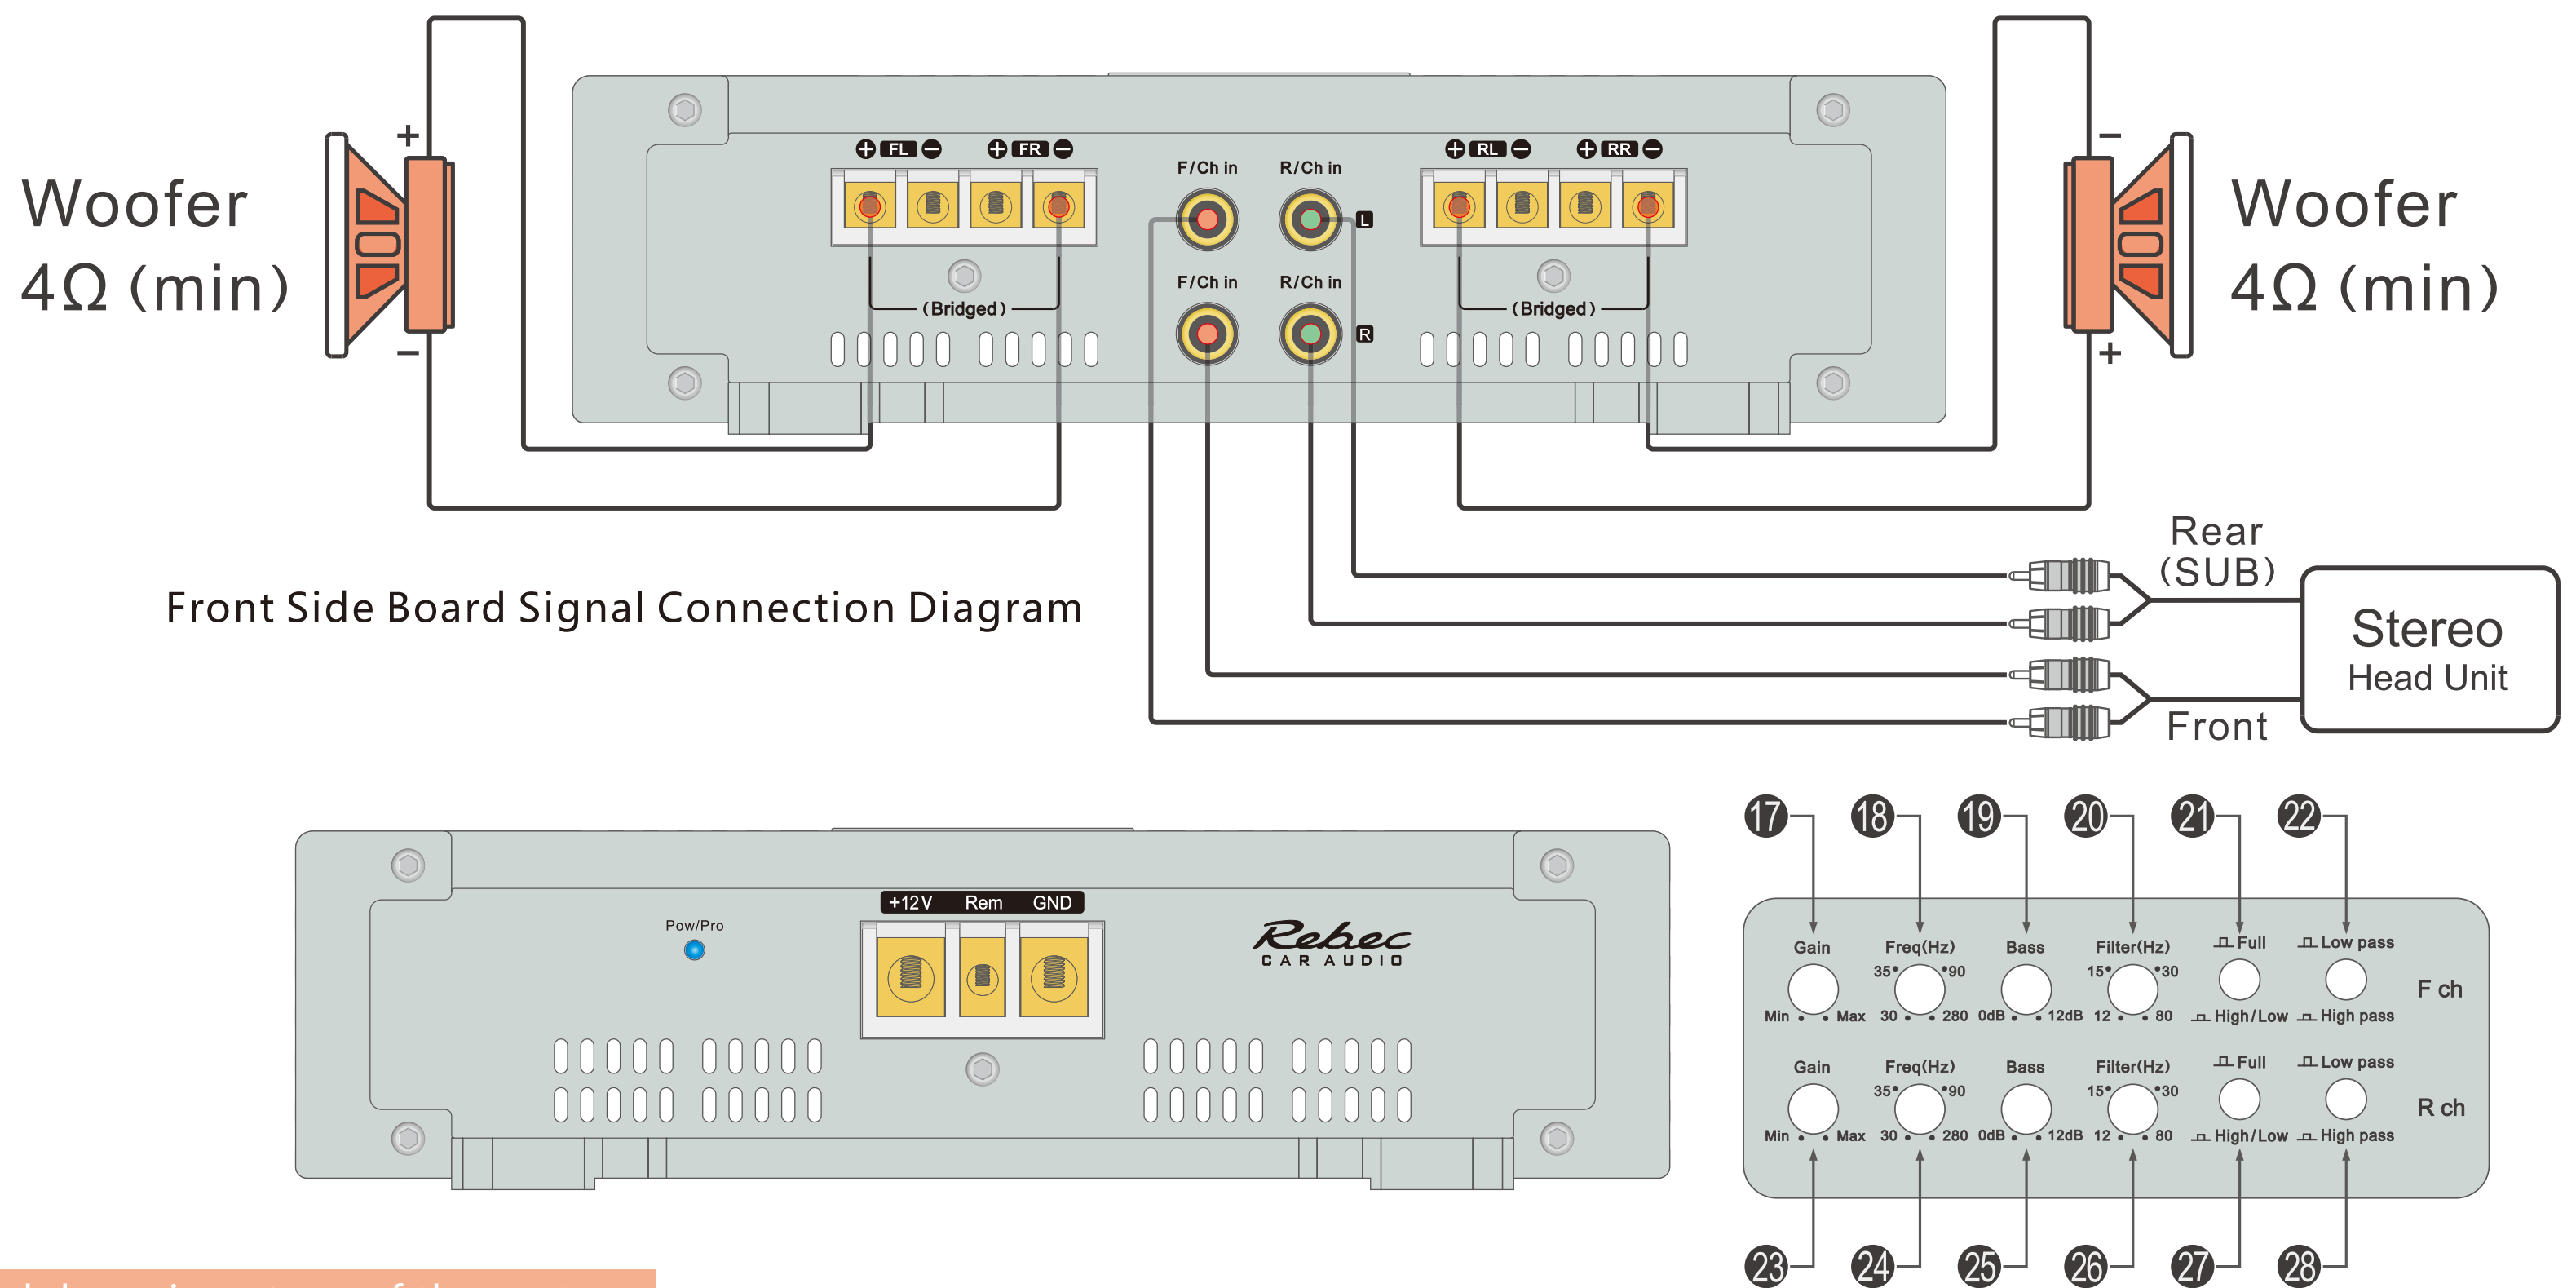 Woofer
4Ω (min)
+
−
+ FL − + FR −
(Bridged)
F/Ch in R/Ch in
L
F/Ch in R/Ch in
R
+ RL − + RR −
(Bridged)
−
+
Woofer
4Ω (min)
Front Side Board Signal Connection Diagram
Rear
(SUB)
Front
Stereo
Head Unit
+12V Rem GND
Pow/Pro
Rebec
CAR AUDIO
17 18 19 20 21 22
Gain Freq(Hz) Bass Filter(Hz) Full Low pass
35 90 15 30
F ch
Min Max 30 280 0dB 12dB 12 80 High/Low High pass
Gain Freq(Hz) Bass Filter(Hz) Full Low pass
35 90 15 30
R ch
Min Max 30 280 0dB 12dB 12 80 High/Low High pass
23 24 25 26 27 28